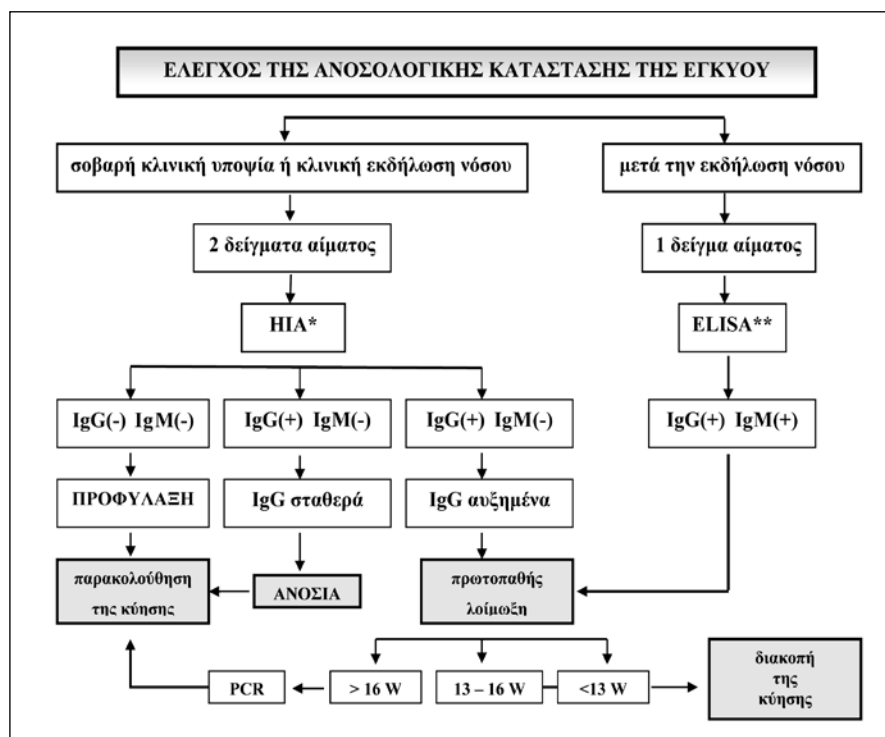 ΕΛΕΓΧΟΣ ΤΗΣ ΑΝΟΣΟΛΟΓΙΚΗΣ ΚΑΤΑΣΤΑΣΗΣ ΤΗΣ ΕΓΚΥΟΥ
σοβαρή κλινική υποψία ή κλινική εκδήλωση νόσου
μετά την εκδήλωση νόσου
2 δείγματα αίματος
1 δείγμα αίματος
HIA*
ELISA**
IgG(-) IgM(-)
IgG(+) IgM(-)
IgG(+) IgM(-)
IgG(+) IgM(+)
ΠΡΟΦΥΛΑΞΗ
IgG σταθερά
IgG αυξημένα
παρακολούθηση
της κύησης
ΑΝΟΣΙΑ
πρωτοπαθής
λοίμωξη
PCR
> 16 W
13 – 16 W
<13 W
διακοπή
της
κύησης